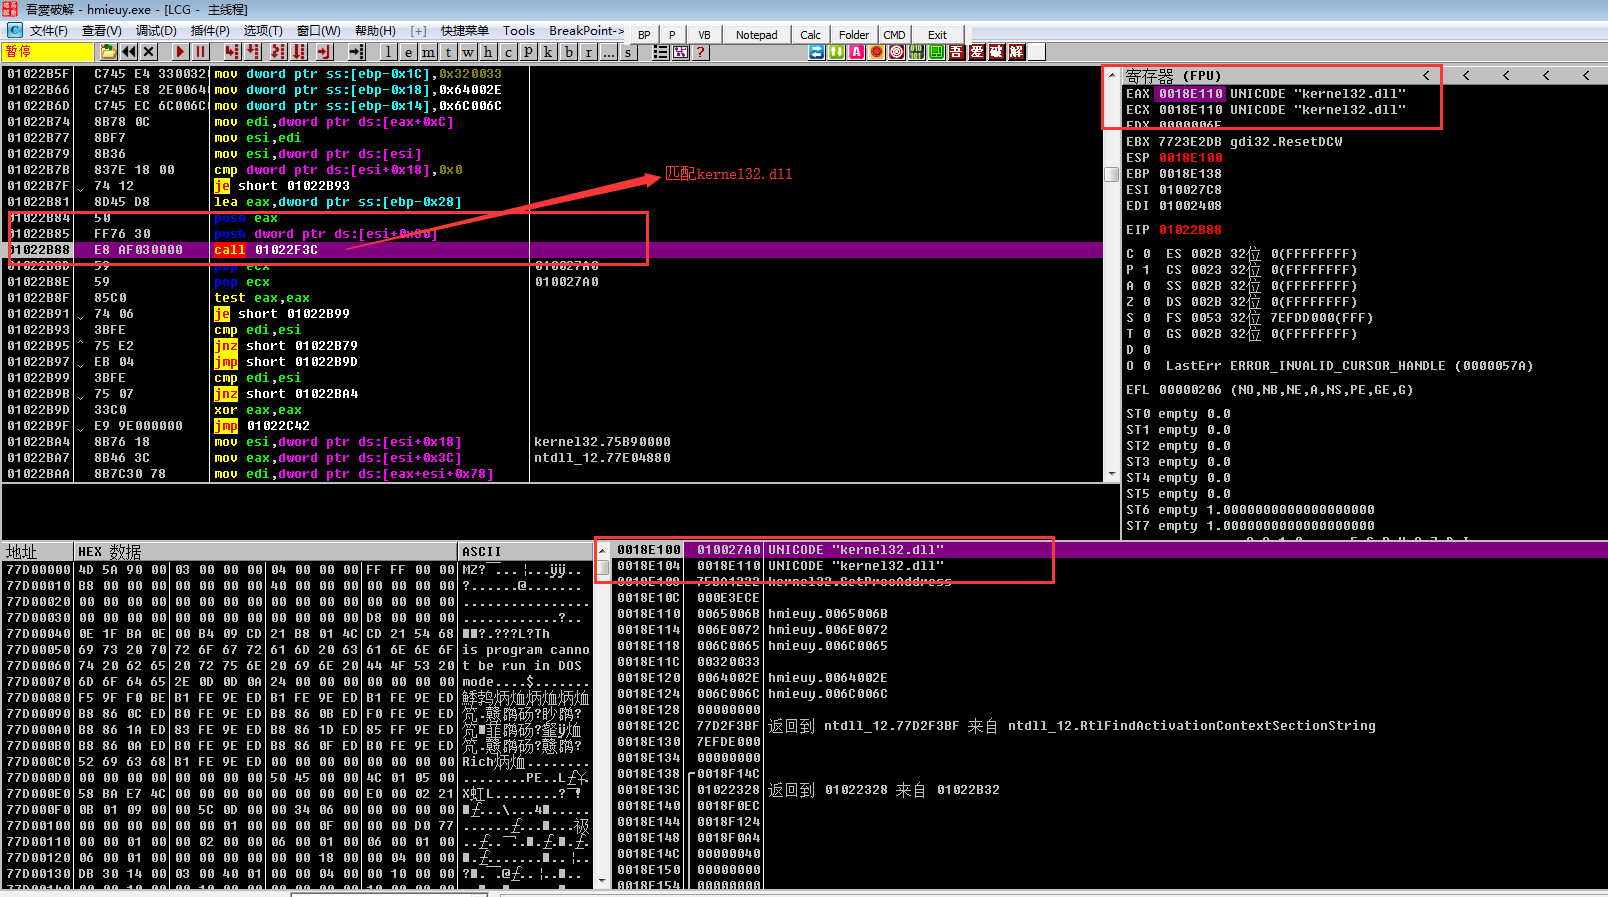 吾愛破解 - hmieuy.exe - [LCG - 主线程]
文件(F) 查看(V) 调试(D) 插件(P) 选项(T) 窗口(W) 帮助(H) [+] 快捷菜单 Tools BreakPoint-> BP P VB Notepad Calc Folder CMD Exit
暂停 l e m t w h c p k b r ... s ? 吾 爱 破 解
01022B5F C745 E4 330032 mov dword ptr ss:[ebp-0x1C],0x320033
01022B66 C745 E8 2E0064 mov dword ptr ss:[ebp-0x18],0x64002E
01022B6D C745 EC 6C006C mov dword ptr ss:[ebp-0x14],0x6C006C
01022B74 8B78 0C mov edi,dword ptr ds:[eax+0xC]
01022B77 8BF7 mov esi,edi
01022B79 8B36 mov esi,dword ptr ds:[esi]
01022B7B 837E 18 00 cmp dword ptr ds:[esi+0x18],0x0
01022B7F 74 12 je short 01022B93
01022B81 8D45 D8 lea eax,dword ptr ss:[ebp-0x28]
01022B84 50 push eax
01022B85 FF76 30 push dword ptr ds:[esi+0x30]
01022B88 E8 AF030000 call 01022F3C
01022B8D 59 pop ecx 010027A0
01022B8E 59 pop ecx 010027A0
01022B8F 85C0 test eax,eax
01022B91 74 06 je short 01022B99
01022B93 3BFE cmp edi,esi
01022B95 75 E2 jnz short 01022B79
01022B97 EB 04 jmp short 01022B9D
01022B99 3BFE cmp edi,esi
01022B9B 75 07 jnz short 01022BA4
01022B9D 33C0 xor eax,eax
01022B9F E9 9E000000 jmp 01022C42
01022BA4 8B76 18 mov esi,dword ptr ds:[esi+0x18] kernel32.75B90000
01022BA7 8B46 3C mov eax,dword ptr ds:[esi+0x3C] ntdll_12.77E04880
01022BAA 8B7C30 78 mov edi,dword ptr ds:[eax+esi+0x78]
匹配kernel32.dll
寄存器 (FPU) < < < < <
EAX 0018E110 UNICODE "kernel32.dll"
ECX 0018E110 UNICODE "kernel32.dll"
EDX 0000006E
EBX 7723E2DB gdi32.ResetDCW
ESP 0018E100
EBP 0018E138
ESI 010027C8
EDI 01002408
EIP 01022B88
C 0 ES 002B 32位 0(FFFFFFFF)
P 1 CS 0023 32位 0(FFFFFFFF)
A 0 SS 002B 32位 0(FFFFFFFF)
Z 0 DS 002B 32位 0(FFFFFFFF)
S 0 FS 0053 32位 7EFDD000(FFF)
T 0 GS 002B 32位 0(FFFFFFFF)
D 0
O 0 LastErr ERROR_INVALID_CURSOR_HANDLE (0000057A)
EFL 00000206 (NO,NB,NE,A,NS,PE,GE,G)
ST0 empty 0.0
ST1 empty 0.0
ST2 empty 0.0
ST3 empty 0.0
ST4 empty 0.0
ST5 empty 0.0
ST6 empty 1.0000000000000000000
ST7 empty 1.0000000000000000000
地址 HEX 数据 ASCII
77D00000 4D 5A 90 00 03 00 00 00 04 00 00 00 FF FF 00 00
77D00010 B8 00 00 00 00 00 00 00 40 00 00 00 00 00 00 00
77D00020 00 00 00 00 00 00 00 00 00 00 00 00 00 00 00 00
77D00030 00 00 00 00 00 00 00 00 00 00 00 00 D8 00 00 00
77D00040 0E 1F BA 0E 00 B4 09 CD 21 B8 01 4C CD 21 54 68
77D00050 69 73 20 70 72 6F 67 72 61 6D 20 63 61 6E 6E 6F is program canno
77D00060 74 20 62 65 20 72 75 6E 20 69 6E 20 44 4F 53 20 t be run in DOS
77D00070 6D 6F 64 65 2E 0D 0D 0A 24 00 00 00 00 00 00 00 mode....$.......
77D00080 F5 9F F0 BE B1 FE 9E ED B1 FE 9E ED B1 FE 9E ED
77D00090 B8 86 0C ED B0 FE 9E ED B8 86 0B ED F0 FE 9E ED
77D000A0 B8 86 1A ED 83 FE 9E ED B8 86 1D ED 85 FF 9E ED
77D000B0 B8 86 0A ED B0 FE 9E ED B8 86 0F ED B0 FE 9E ED
77D000C0 52 69 63 68 B1 FE 9E ED 00 00 00 00 00 00 00 00
77D000D0 00 00 00 00 00 00 00 00 50 45 00 00 4C 01 05 00
77D000E0 58 BA E7 4C 00 00 00 00 00 00 00 00 E0 00 02 21
77D000F0 0B 01 09 00 00 5C 0D 00 00 34 06 00 00 00 00 00
77D00100 00 00 00 00 00 00 01 00 00 00 0F 00 00 00 D0 77
77D00110 00 00 01 00 00 02 00 00 06 00 01 00 06 00 01 00
77D00120 06 00 01 00 00 00 00 00 00 00 18 00 00 04 00 00
77D00130 DB 30 14 00 03 00 40 01 00 00 04 00 00 10 00 00
0018E100 010027A0 UNICODE "kernel32.dll"
0018E104 0018E110 UNICODE "kernel32.dll"
0018E108 75BA1222 kernel32.GetProcAddress
0018E10C 000E3ECE
0018E110 0065006B hmieuy.0065006B
0018E114 006E0072 hmieuy.006E0072
0018E118 006C0065 hmieuy.006C0065
0018E11C 00320033
0018E120 0064002E hmieuy.0064002E
0018E124 006C006C hmieuy.006C006C
0018E128 00000000
0018E12C 77D2F3BF 返回到 ntdll_12.77D2F3BF 来自 ntdll_12.RtlFindActivationContextSectionString
0018E130 7EFDE000
0018E134 00000000
0018E138 0018F14C
0018E13C 01022328 返回到 01022328 来自 01022B32
0018E140 0018F0EC
0018E144 0018F124
0018E148 0018F0A4
0018E14C 00000040
0018E150 00000000
0018E154 00000000